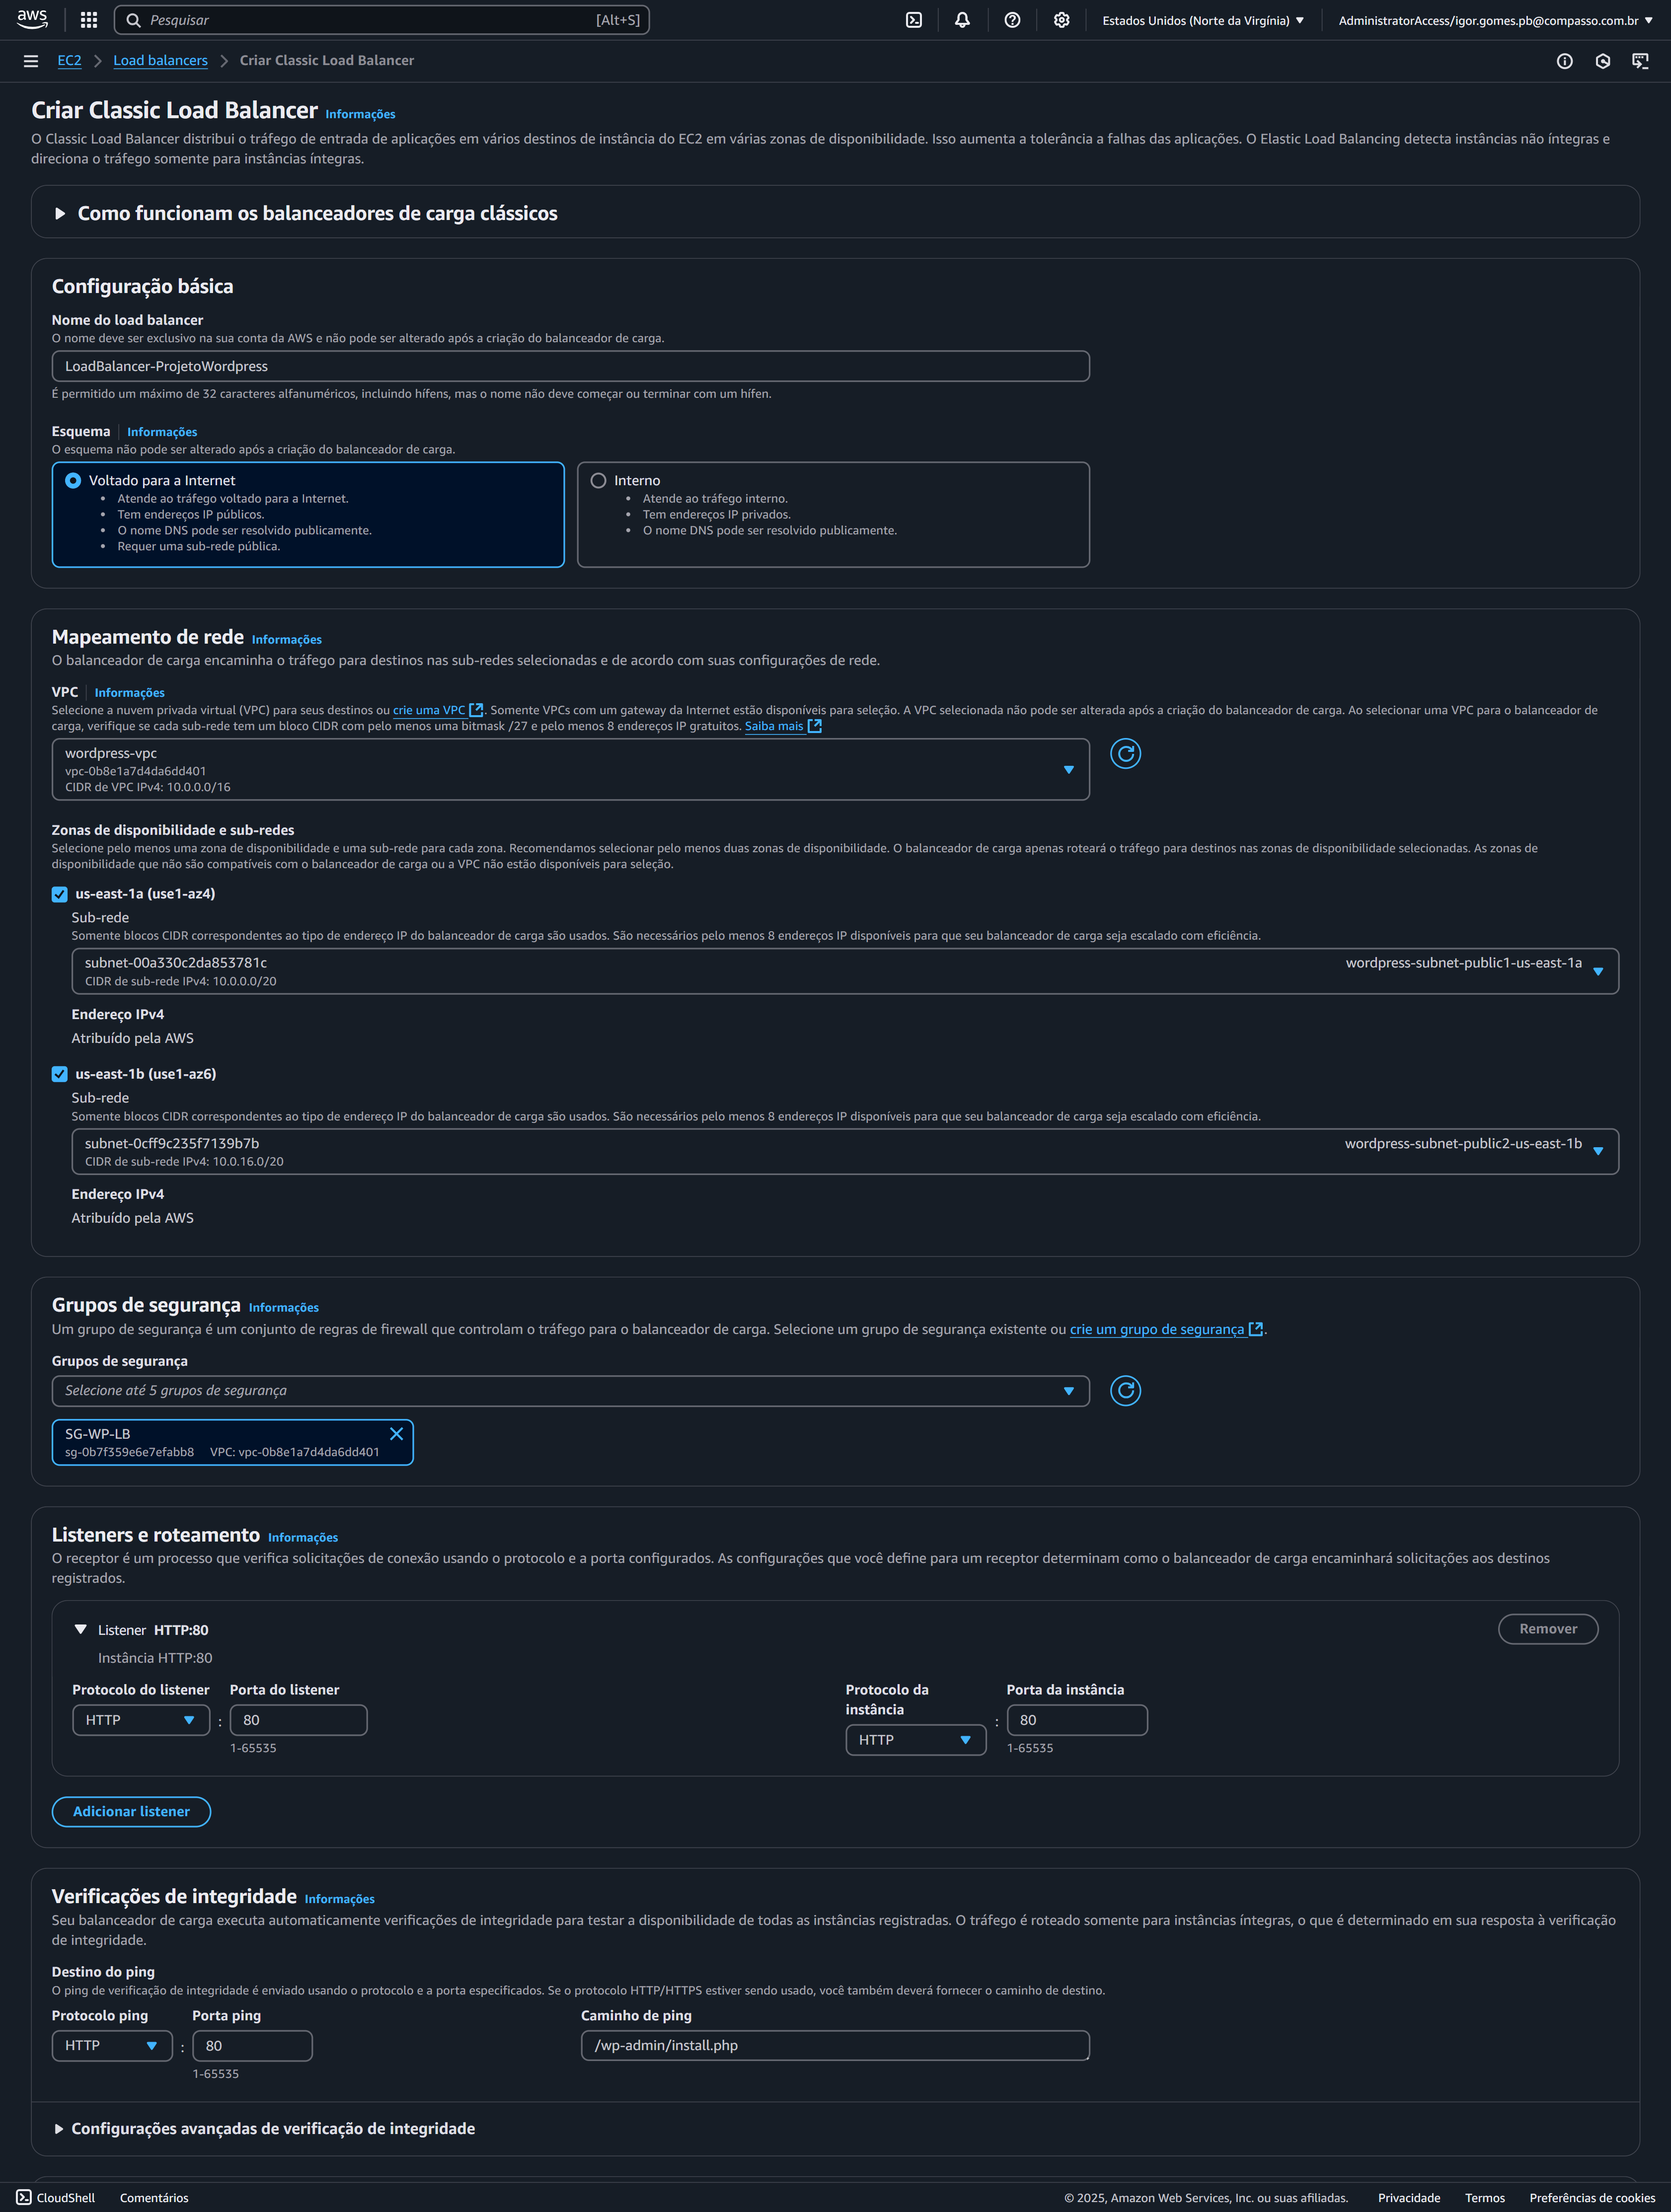 aws
Pesquisar [Alt+S] Estados Unidos (Norte da Virgínia) AdministratorAccess/igor.gomes.pb@compasso.com.br
EC2 Load balancers Criar Classic Load Balancer
Criar Classic Load Balancer Informações
O Classic Load Balancer distribui o tráfego de entrada de aplicações em vários destinos de instância do EC2 em várias zonas de disponibilidade. Isso aumenta a tolerância a falhas das aplicações. O Elastic Load Balancing detecta instâncias não íntegras e
direciona o tráfego somente para instâncias íntegras.
Como funcionam os balanceadores de carga clássicos
Configuração básica
Nome do load balancer
O nome deve ser exclusivo na sua conta da AWS e não pode ser alterado após a criação do balanceador de carga.
LoadBalancer-ProjetoWordpress
É permitido um máximo de 32 caracteres alfanuméricos, incluindo hífens, mas o nome não deve começar ou terminar com um hífen.
Esquema Informações
O esquema não pode ser alterado após a criação do balanceador de carga.
Voltado para a Internet
• Atende ao tráfego voltado para a Internet.
• Tem endereços IP públicos.
• O nome DNS pode ser resolvido publicamente.
• Requer uma sub-rede pública.
Interno
• Atende ao tráfego interno.
• Tem endereços IP privados.
• O nome DNS pode ser resolvido publicamente.
Mapeamento de rede Informações
O balanceador de carga encaminha o tráfego para destinos nas sub-redes selecionadas e de acordo com suas configurações de rede.
VPC Informações
Selecione a nuvem privada virtual (VPC) para seus destinos ou crie uma VPC. Somente VPCs com um gateway da Internet estão disponíveis para seleção. A VPC selecionada não pode ser alterada após a criação do balanceador de carga. Ao selecionar uma VPC para o balanceador de
carga, verifique se cada sub-rede tem um bloco CIDR com pelo menos uma bitmask /27 e pelo menos 8 endereços IP gratuitos. Saiba mais
wordpress-vpc
vpc-0b8e1a7d4da6dd401
CIDR de VPC IPv4: 10.0.0.0/16
Zonas de disponibilidade e sub-redes
Selecione pelo menos uma zona de disponibilidade e uma sub-rede para cada zona. Recomendamos selecionar pelo menos duas zonas de disponibilidade. O balanceador de carga apenas roteará o tráfego para destinos nas zonas de disponibilidade selecionadas. As zonas de
disponibilidade que não são compatíveis com o balanceador de carga ou a VPC não estão disponíveis para seleção.
us-east-1a (use1-az4)
Sub-rede
Somente blocos CIDR correspondentes ao tipo de endereço IP do balanceador de carga são usados. São necessários pelo menos 8 endereços IP disponíveis para que seu balanceador de carga seja escalado com eficiência.
subnet-00a330c2da853781c wordpress-subnet-public1-us-east-1a
CIDR de sub-rede IPv4: 10.0.0.0/20
Endereço IPv4
Atribuído pela AWS
us-east-1b (use1-az6)
Sub-rede
Somente blocos CIDR correspondentes ao tipo de endereço IP do balanceador de carga são usados. São necessários pelo menos 8 endereços IP disponíveis para que seu balanceador de carga seja escalado com eficiência.
subnet-0cff9c235f7139b7b wordpress-subnet-public2-us-east-1b
CIDR de sub-rede IPv4: 10.0.16.0/20
Endereço IPv4
Atribuído pela AWS
Grupos de segurança Informações
Um grupo de segurança é um conjunto de regras de firewall que controlam o tráfego para o balanceador de carga. Selecione um grupo de segurança existente ou crie um grupo de segurança.
Grupos de segurança
Selecione até 5 grupos de segurança
SG-WP-LB
sg-0b7f359e6e7efabb8 VPC: vpc-0b8e1a7d4da6dd401
Listeners e roteamento Informações
O receptor é um processo que verifica solicitações de conexão usando o protocolo e a porta configurados. As configurações que você define para um receptor determinam como o balanceador de carga encaminhará solicitações aos destinos
registrados.
Listener HTTP:80 Remover
Instância HTTP:80
Protocolo do listener Porta do listener Protocolo da instância Porta da instância
HTTP : 80 HTTP : 80
1-65535 1-65535
Adicionar listener
Verificações de integridade Informações
Seu balanceador de carga executa automaticamente verificações de integridade para testar a disponibilidade de todas as instâncias registradas. O tráfego é roteado somente para instâncias íntegras, o que é determinado em sua resposta à verificação
de integridade.
Destino do ping
O ping de verificação de integridade é enviado usando o protocolo e a porta especificados. Se o protocolo HTTP/HTTPS estiver sendo usado, você também deverá fornecer o caminho de destino.
Protocolo ping Porta ping Caminho de ping
HTTP : 80 /wp-admin/install.php
1-65535
Configurações avançadas de verificação de integridade
CloudShell Comentários © 2025, Amazon Web Services, Inc. ou suas afiliadas. Privacidade Termos Preferências de cookies